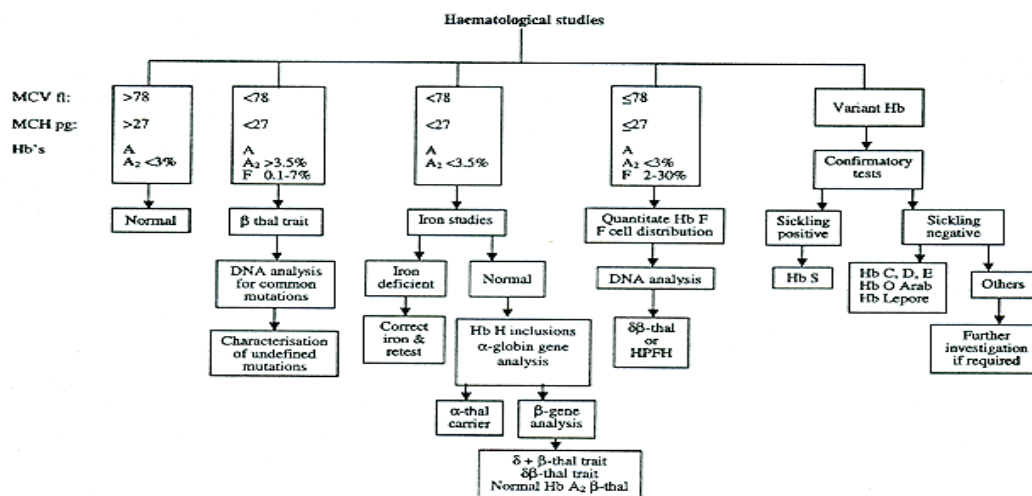 Haematological studies
MCV fl:
MCH pg:
Hb's
>78
>27
A
A₂ <3%
Normal
<78
<27
A
A₂ >3.5%
F 0.1-7%
β thal trait
DNA analysis
for common
mutations
Characterisation
of undefined
mutations
<78
<27
A
A₂ <3.5%
Iron studies
Iron
deficient
Correct
iron &
retest
Normal
Hb H inclusions
α-globin gene
analysis
α-thal
carrier
β-gene
analysis
δ + β-thal trait
δβ-thal trait
Normal Hb A₂ β-thal
≤78
≤27
A
A₂ <3%
F 2-30%
Quantitate Hb F
F cell distribution
DNA analysis
δβ-thal
or
HPFH
Variant Hb
Confirmatory
tests
Sickling
positive
Hb S
Sickling
negative
Hb C, D, E
Hb O Arab
Hb Lepore
Others
Further
investigation
if required